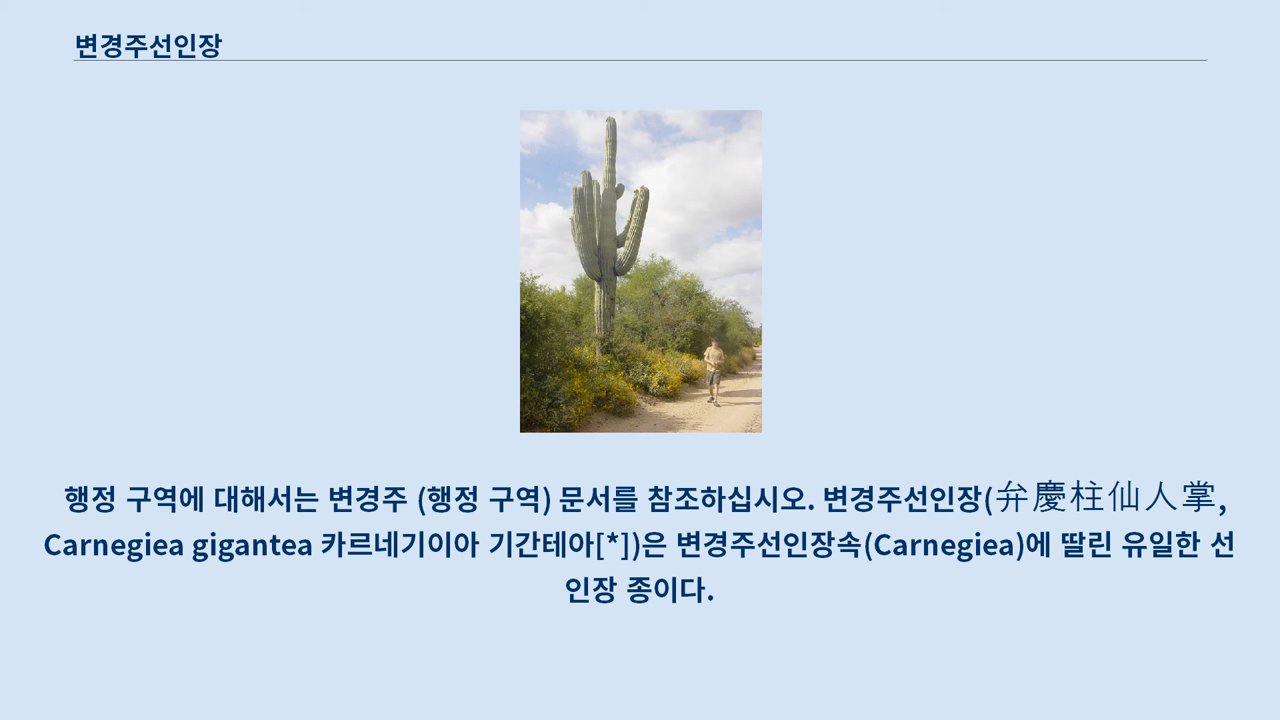 변경주선인장
행정 구역에 대해서는 변경주 (행정 구역) 문서를 참조하십시오. 변경주선인장(弁慶柱仙人掌,
Carnegiea gigantea 카르네기이아 기간테아[*])은 변경주선인장속(Carnegiea)에 딸린 유일한 선
인장 종이다.